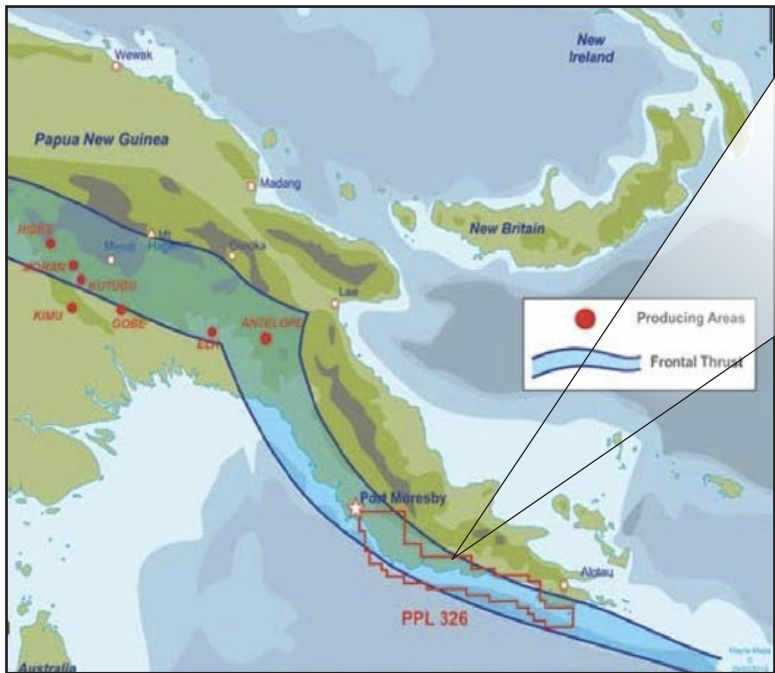 New
Ireland
Wewak
Papua New Guinea
Madang
New Britain
HIDES
Mt
Hagen
Mendi
Goroka
MORAN
KUTUBU
Lae
KIMU
GOBE
ELK
ANTELOPE
Producing Areas
Frontal Thrust
Port Moresby
Alotau
PPL 326
Australia